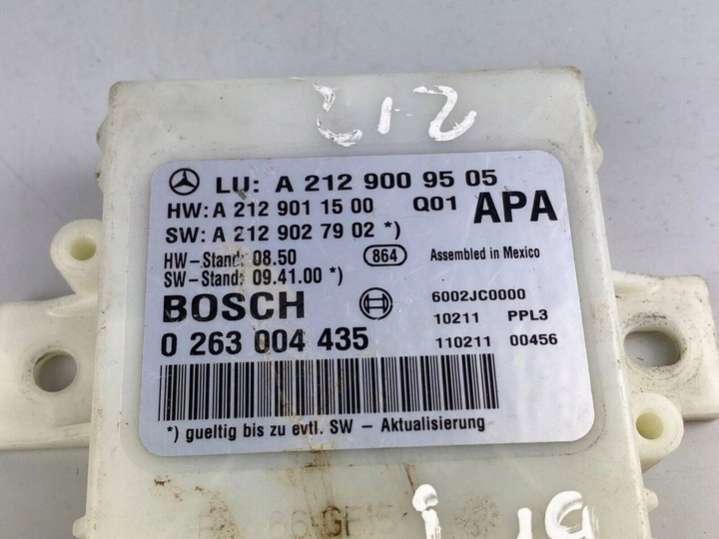 212
LU: A 212 900 95 05
HW: A 212 901 15 00 Q01 APA
SW: A 212 902 79 02 *)
HW-Stand: 08.50 864 Assembled in Mexico
SW-Stand: 09.41.00 *)
BOSCH 6002JC0000
10211 PPL3
0 263 004 435 110211 00456
*) gueltig bis zu evtl. SW - Aktualisierung